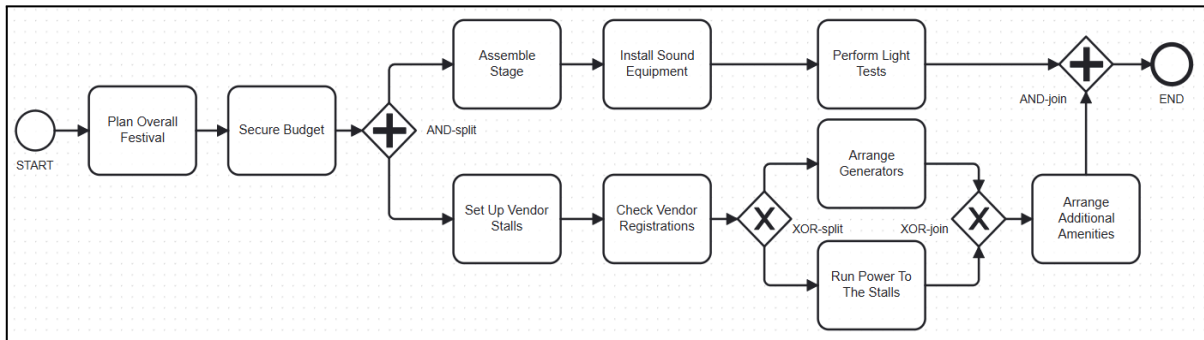 START
Plan Overall
Festival
Secure Budget
AND-split
Assemble
Stage
Install Sound
Equipment
Perform Light
Tests
AND-join
END
Set Up Vendor
Stalls
Check Vendor
Registrations
XOR-split
Arrange
Generators
Run Power To
The Stalls
XOR-join
Arrange
Additional
Amenities